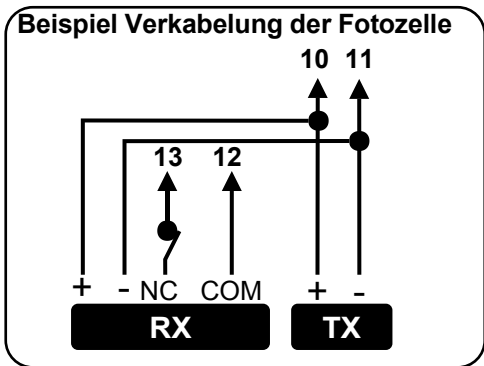 Beispiel Verkabelung der Fotozelle
10 11
13 12
+ - NC COM + -
RX TX